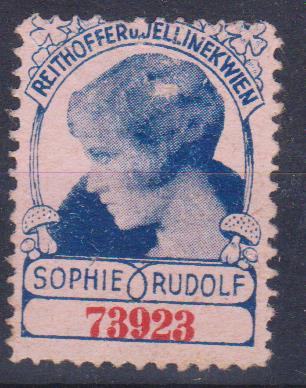 REITHOFFER U. JELLINEK WIEN
SOPHIE RUDOLF
73923